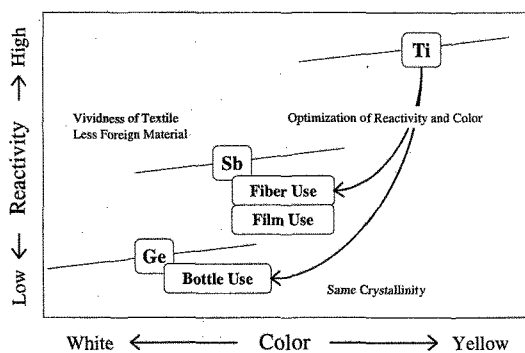 High
Reactivity
Low
Ti
Vividness of Textile
Less Foreign Material
Optimization of Reactivity and Color
Sb
Fiber Use
Film Use
Ge
Bottle Use
Same Crystallinity
White
Color
Yellow